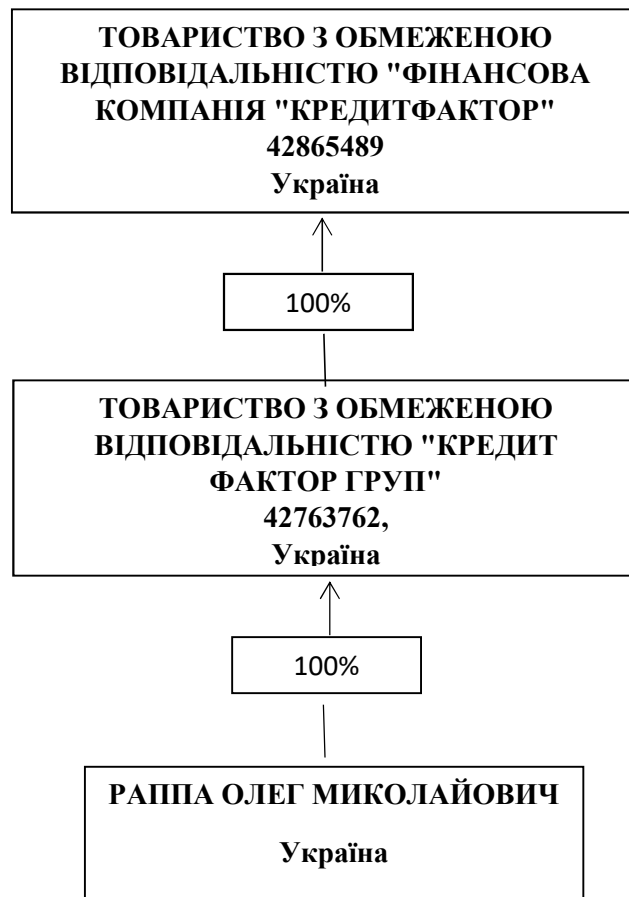 ТОВАРИСТВО З ОБМЕЖЕНОЮ
ВІДПОВІДАЛЬНІСТЮ "ФІНАНСОВА
КОМПАНІЯ "КРЕДИТФАКТОР"
42865489
Україна
100%
ТОВАРИСТВО З ОБМЕЖЕНОЮ
ВІДПОВІДАЛЬНІСТЮ "КРЕДИТ
ФАКТОР ГРУП"
42763762,
Україна
100%
РАППА ОЛЕГ МИКОЛАЙОВИЧ
Україна